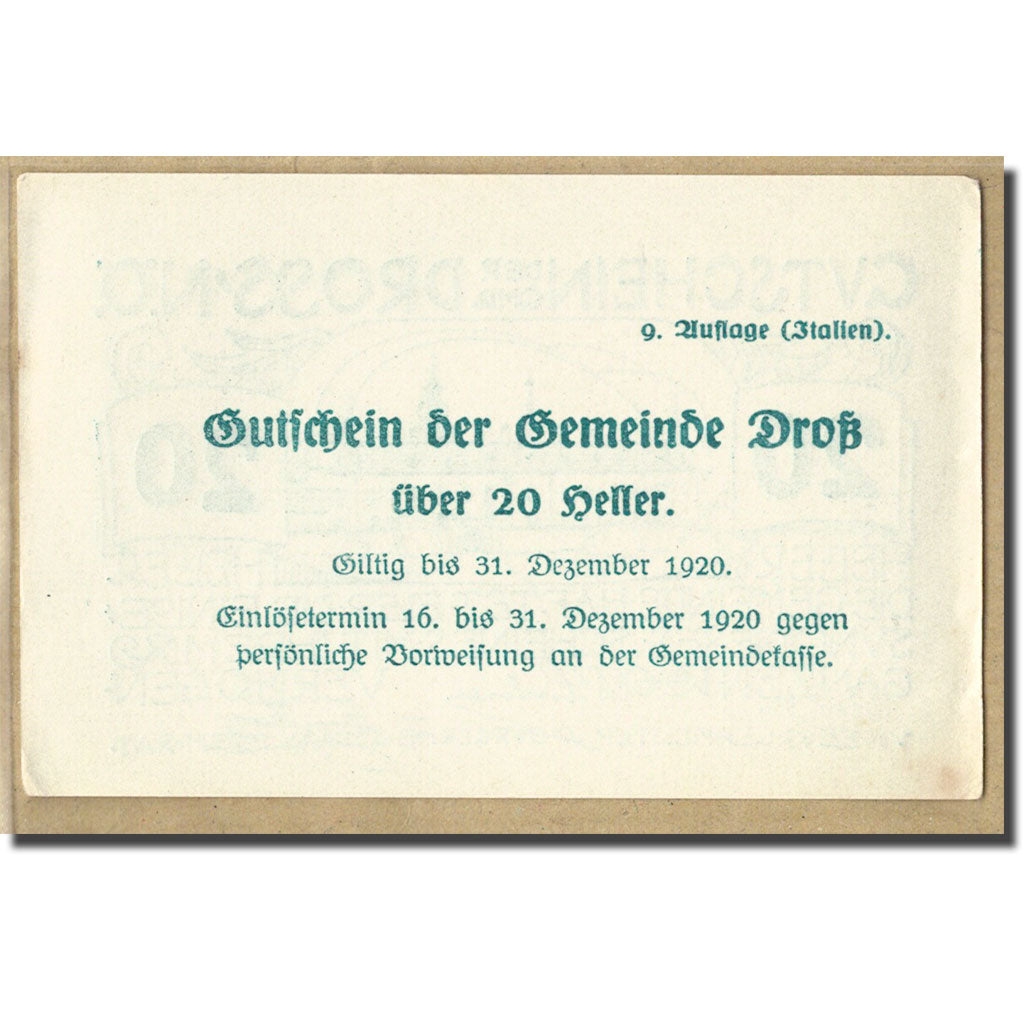 9. Auflage (Italien).
Gutschein der Gemeinde Droß
über 20 Heller.
Giltig bis 31. Dezember 1920.
Einlösetermin 16. bis 31. Dezember 1920 gegen
persönliche Vorweisung an der Gemeindekasse.